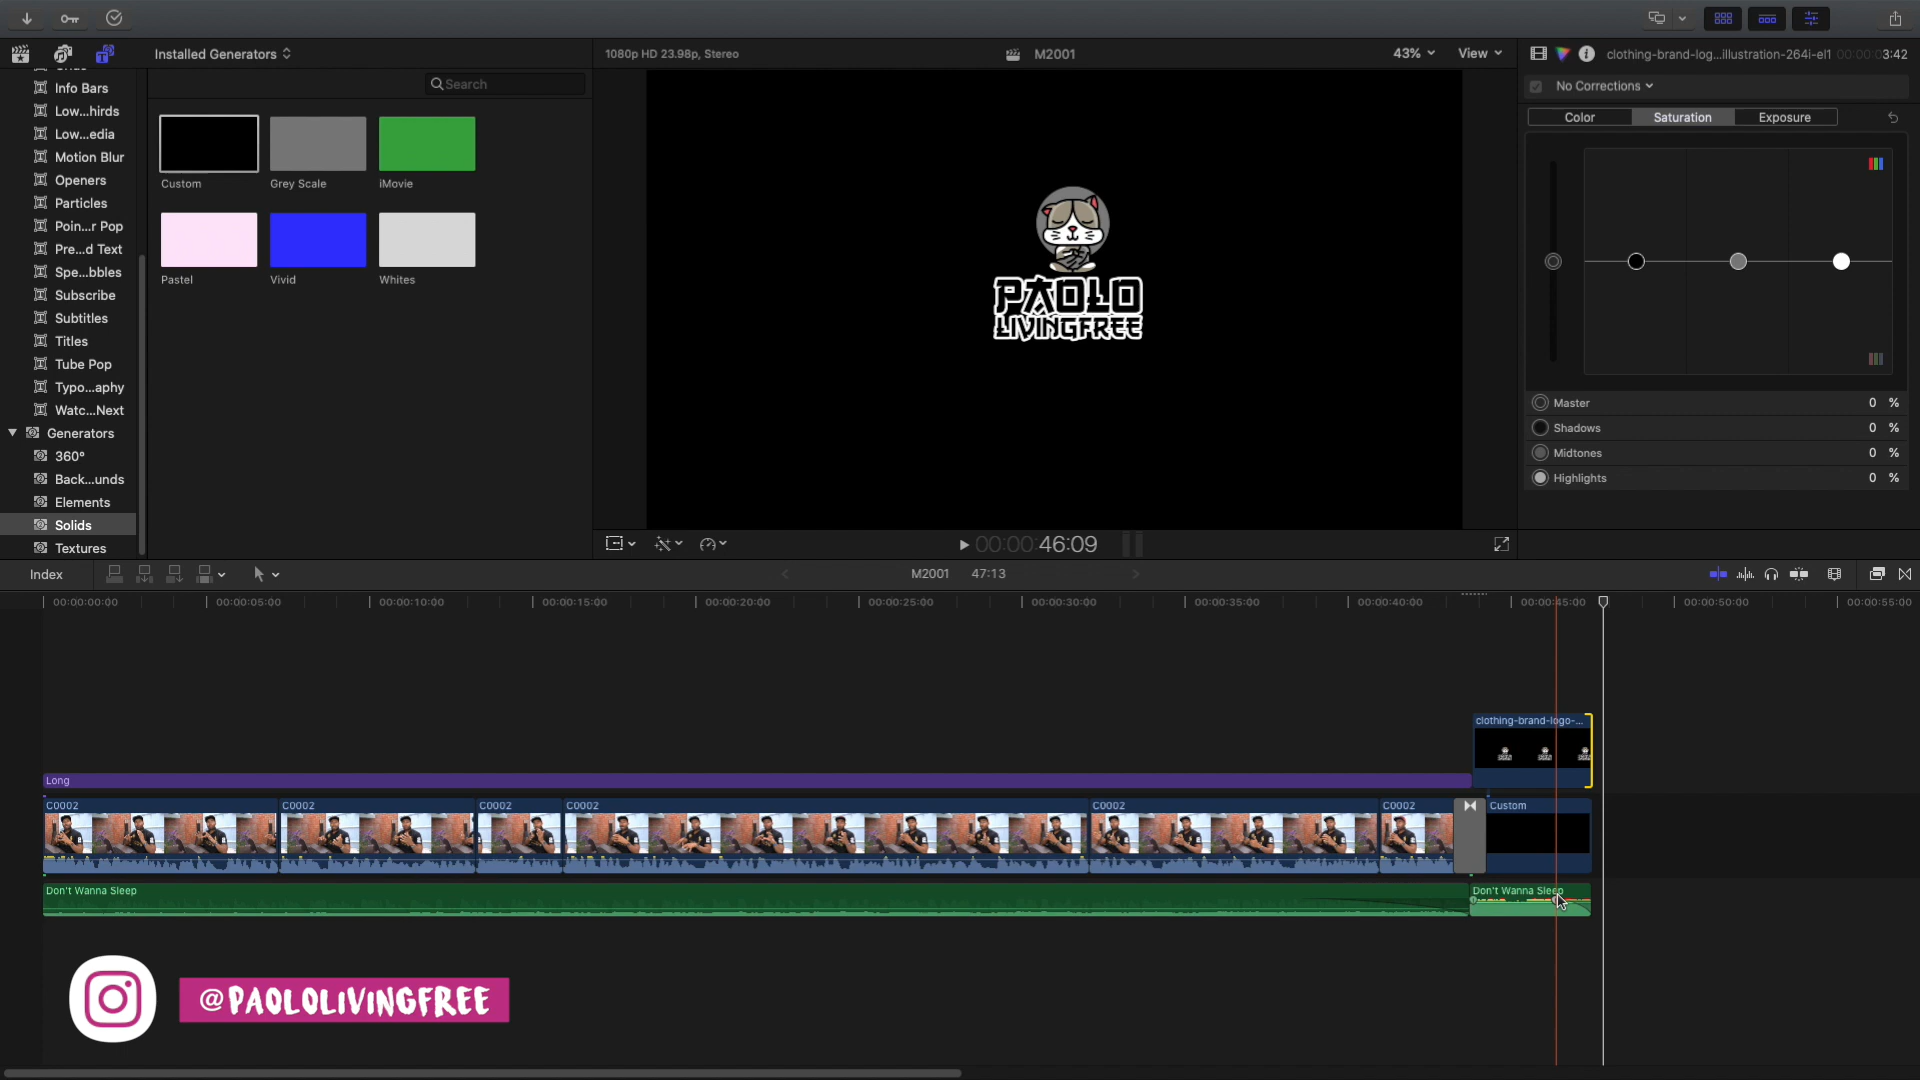 Installed Generators
1080p HD 23.98p, Stereo
M2001
43%
View
clothing-brand-log...illustration-264i-el1
00:00:03:42
Search
No Corrections
Color
Saturation
Exposure
Info Bars
Low...hirds
Low...edia
Motion Blur
Openers
Particles
Poin...r Pop
Pre...d Text
Spe...bbles
Subscribe
Subtitles
Titles
Tube Pop
Typo...aphy
Watc...Next
Generators
360°
Back...unds
Elements
Solids
Textures
Custom
Grey Scale
iMovie
Pastel
Vivid
Whites
PAOLO
LIVINGFREE
Master 0 %
Shadows 0 %
Midtones 0 %
Highlights 0 %
00:00:46:09
Index
M2001 47:13
00:00:00:00
00:00:05:00
00:00:10:00
00:00:15:00
00:00:20:00
00:00:25:00
00:00:30:00
00:00:35:00
00:00:40:00
00:00:45:00
00:00:50:00
00:00:55:00
clothing-brand-logo-...
Long
C0002
C0002
C0002
C0002
C0002
C0002
Custom
Don't Wanna Sleep
Don't Wanna Sleep
@PAOLOLIVINGFREE